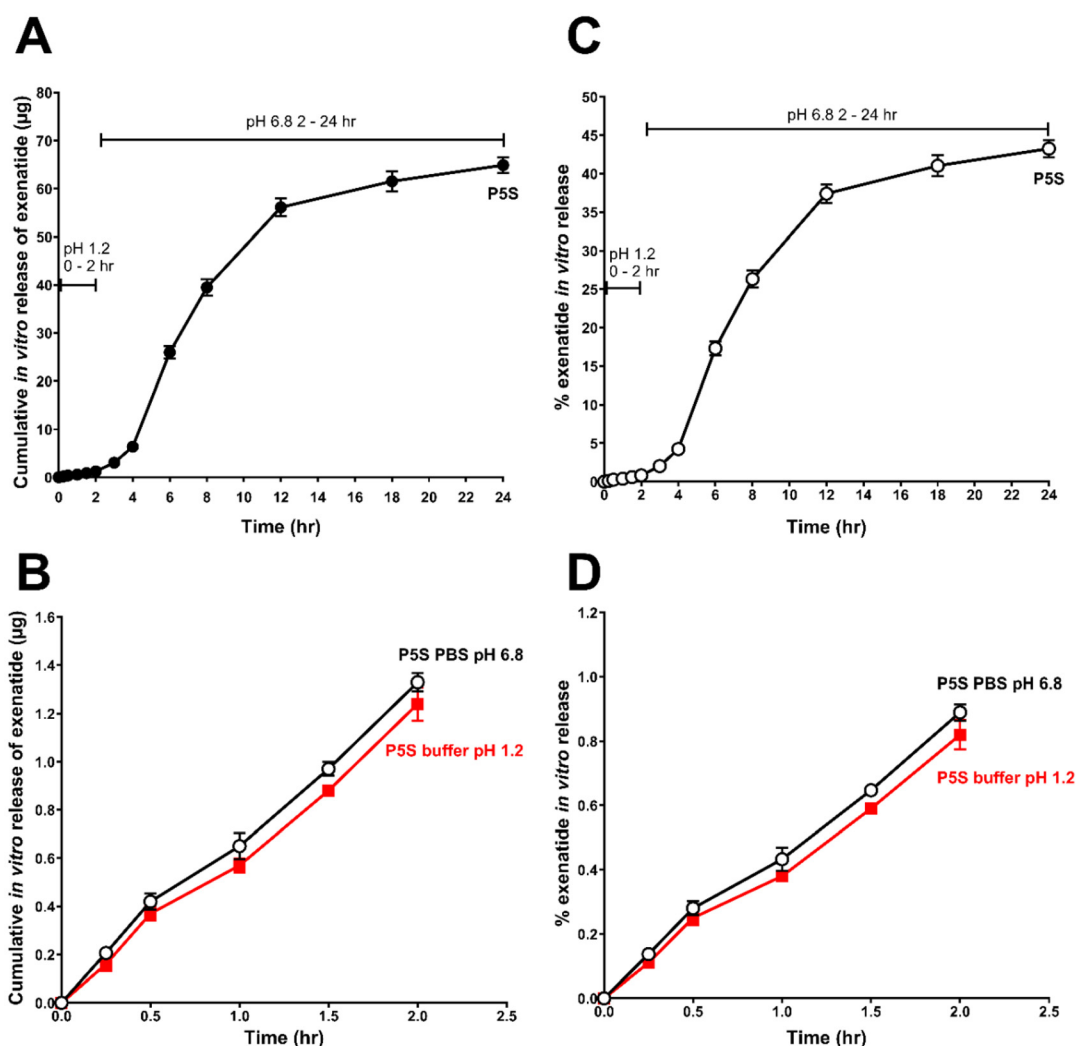 A
Cumulative in vitro release of exenatide (µg)
80
70
60
50
40
30
20
10
0
pH 6.8 2 - 24 hr
pH 1.2
0 - 2 hr
P5S
0 2 4 6 8 10 12 14 16 18 20 22 24
Time (hr)
C
% exenatide in vitro release
50
45
40
35
30
25
20
15
10
5
0
pH 6.8 2 - 24 hr
pH 1.2
0 - 2 hr
P5S
0 2 4 6 8 10 12 14 16 18 20 22 24
Time (hr)
B
Cumulative in vitro release of exenatide (µg)
1.6
1.4
1.2
1.0
0.8
0.6
0.4
0.2
0.0
P5S PBS pH 6.8
P5S buffer pH 1.2
0.0 0.5 1.0 1.5 2.0 2.5
Time (hr)
D
% exenatide in vitro release
1.2
1.0
0.8
0.6
0.4
0.2
0.0
P5S PBS pH 6.8
P5S buffer pH 1.2
0.0 0.5 1.0 1.5 2.0 2.5
Time (hr)